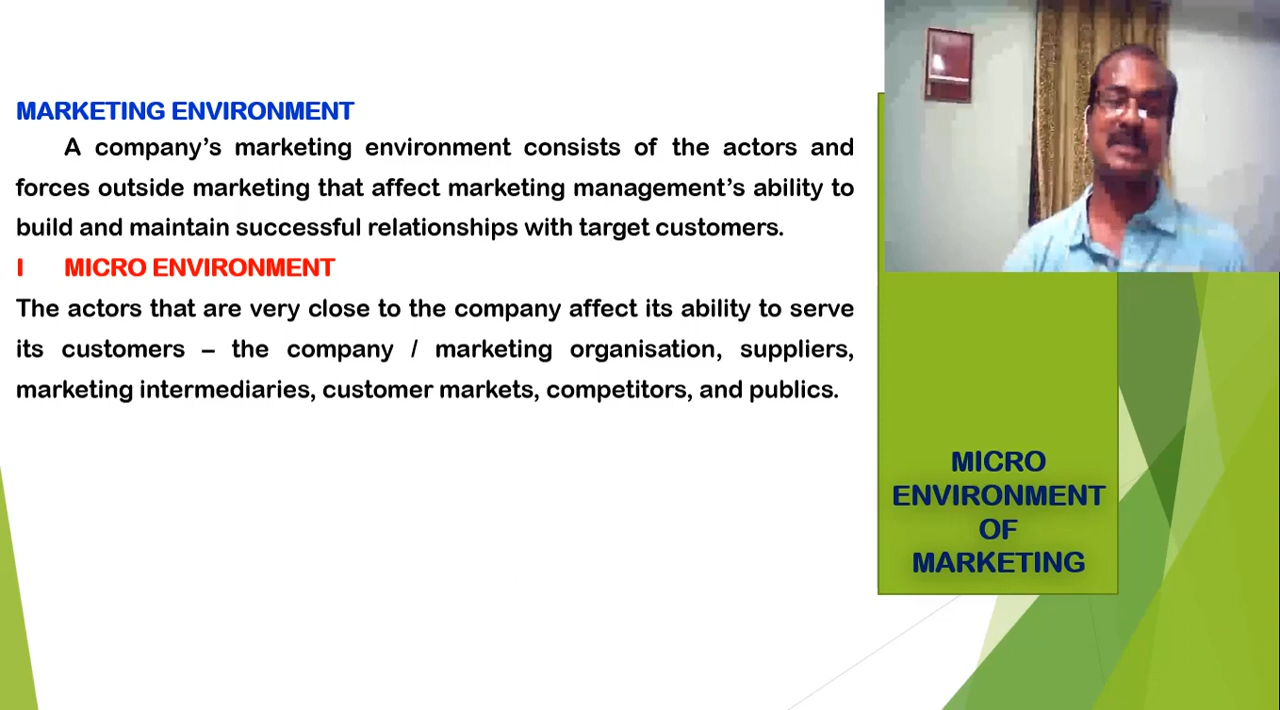 MARKETING ENVIRONMENT
A company’s marketing environment consists of the actors and
forces outside marketing that affect marketing management’s ability to
build and maintain successful relationships with target customers.
I MICRO ENVIRONMENT
The actors that are very close to the company affect its ability to serve
its customers – the company / marketing organisation, suppliers,
marketing intermediaries, customer markets, competitors, and publics.
MICRO
ENVIRONMENT
OF
MARKETING